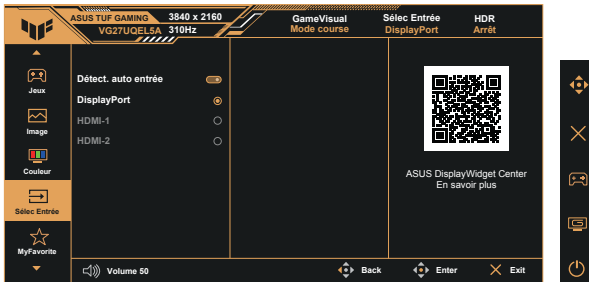 ASUS TUF GAMING 3840 x 2160
VG27UQEL5A 310Hz
GameVisual
Mode course
Sélec Entrée
DisplayPort
HDR
Arrêt
Jeux
Image
Couleur
Sélec Entrée
MyFavorite
Détect. auto entrée
DisplayPort
HDMI-1
HDMI-2
ASUS DisplayWidget Center
En savoir plus
Volume 50
Back
Enter
Exit